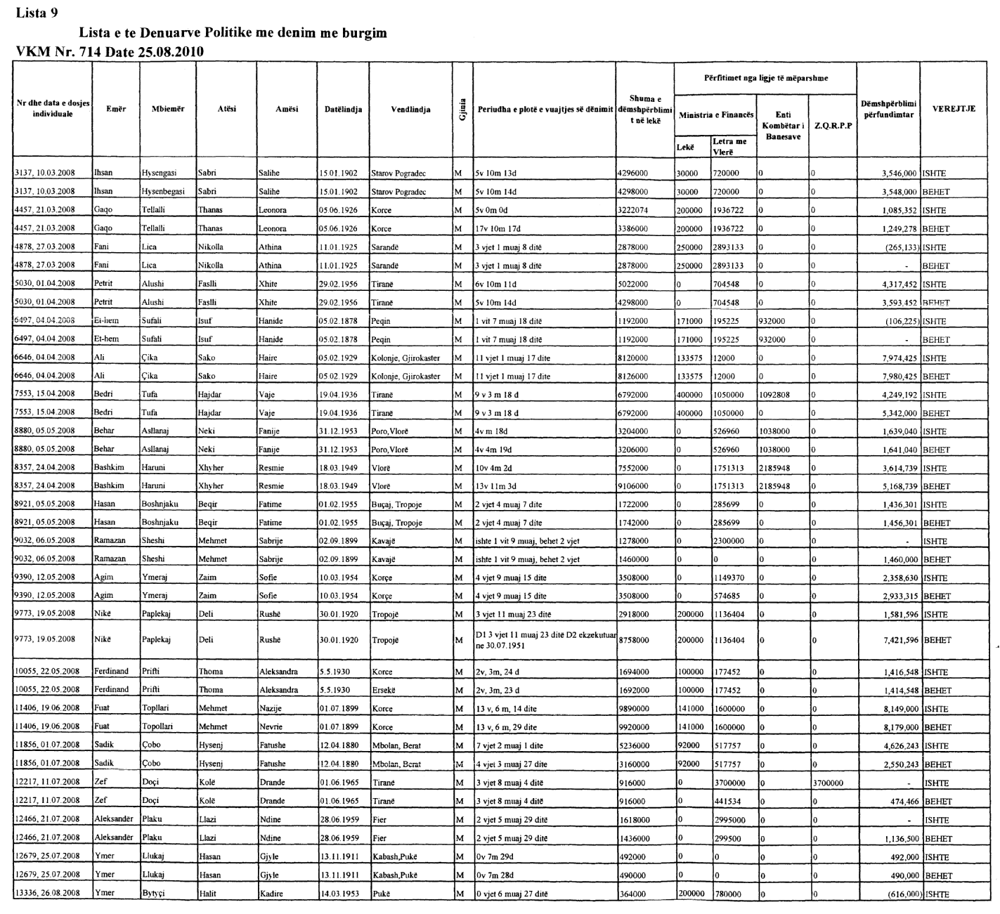 Lista 9
Lista e te Denuarve Politike me denim me burgim
VKM Nr. 714 Date 25.08.2010
Nr dhe data e dosjes individuale Emër Mbiemër Atësi Amësi Datëlindja Vendlindja Gjinia Periudha e plotë e vuajtjes së dënimit Shuma e dëmshpërblimi t në lekë Përfitimet nga ligje të mëparshme Ministria e Financës Lekë Letra me Vlerë Enti Kombëtar i Banesave Z.Q.R.P.P Dëmshpërblimi përfundimtar VEREJTJE
3137, 10.03.2008 Ihsan Hysengasi Sabri Salihe 15.01.1902 Starov Pogradec M 5v 10m 13d 4296000 30000 720000 0 0 3,546,000 ISHTE
3137, 10.03.2008 Ihsan Hysenbegasi Sabri Salihe 15.01.1902 Starov Pogradec M 5v 10m 14d 4298000 30000 720000 0 0 3,548,000 BEHET
4457, 21.03.2008 Gaqo Tellalli Thanas Leonora 05.06.1926 Korce M 5v 0m 0d 3222074 200000 1936722 0 0 1,085,352 ISHTE
4457, 21.03.2008 Gaqo Tellalli Thanas Leonora 05.06.1926 Korce M 17v 10m 17d 3386000 200000 1936722 0 0 1,249,278 BEHET
4878, 27.03.2008 Fani Lica Nikolla Athina 11.01.1925 Sarandë M 3 vjet 1 muaj 8 ditë 2878000 250000 2893133 0 0 (265,133) ISHTE
4878, 27.03.2008 Fani Lica Nikolla Athina 11.01.1925 Sarandë M 3 vjet 1 muaj 8 ditë 2878000 250000 2893133 0 0 - BEHET
5030, 01.04.2008 Petrit Alushi Faslli Xhite 29.02.1956 Tiranë M 6v 10m 11d 5022000 0 704548 0 0 4,317,452 ISHTE
5030, 01.04.2008 Petrit Alushi Faslli Xhite 29.02.1956 Tiranë M 5v 10m 14d 4298000 0 704548 0 0 3,593,452 BEHET
6497, 04.04.2008 Et-hem Sufali Isuf Hanide 05.02.1878 Peqin M 1 vit 7 muaj 18 ditë 1192000 171000 195225 932000 0 (106,225) ISHTE
6497, 04.04.2008 Et-hem Sufali Isuf Hanide 05.02.1878 Peqin M 1 vit 7 muaj 18 ditë 1192000 171000 195225 932000 0 - BEHET
6646, 04.04.2008 Ali Çika Sako Haire 05.02.1929 Kolonje, Gjirokaster M 11 vjet 1 muaj 17 dite 8120000 133575 12000 0 0 7,974,425 ISHTE
6646, 04.04.2008 Ali Çika Sako Haire 05.02.1929 Kolonje, Gjirokaster M 11 vjet 1 muaj 17 dite 8126000 133575 12000 0 0 7,980,425 BEHET
7553, 15.04.2008 Bedri Tufa Hajdar Vaje 19.04.1936 Tiranë M 9 v 3 m 18 d 6792000 400000 1050000 1092808 0 4,249,192 ISHTE
7553, 15.04.2008 Bedri Tufa Hajdar Vaje 19.04.1936 Tiranë M 9 v 3 m 18 d 6792000 400000 1050000 0 0 5,342,000 BEHET
8880, 05.05.2008 Behar Asllanaj Neki Fanije 31.12.1953 Poro,Vlorë M 4v m 18d 3204000 0 526960 1038000 0 1,639,040 ISHTE
8880, 05.05.2008 Behar Asllanaj Neki Fanije 31.12.1953 Poro,Vlorë M 4v 4m 19d 3206000 0 526960 1038000 0 1,641,040 BEHET
8357, 24.04.2008 Bashkim Haruni Xhyher Resmie 18.03.1949 Vlorë M 10v 4m 2d 7552000 0 1751313 2185948 0 3,614,739 ISHTE
8357, 24.04.2008 Bashkim Haruni Xhyher Resmie 18.03.1949 Vlorë M 13v 11m 3d 9106000 0 1751313 2185948 0 5,168,739 BEHET
8921, 05.05.2008 Hasan Boshnjaku Beqir Fatime 01.02.1955 Buçaj, Tropoje M 2 vjet 4 muaj 7 dite 1722000 0 285699 0 0 1,436,301 ISHTE
8921, 05.05.2008 Hasan Boshnjaku Beqir Fatime 01.02.1955 Buçaj, Tropoje M 2 vjet 4 muaj 7 dite 1742000 0 285699 0 0 1,456,301 BEHET
9032, 06.05.2008 Ramazan Sheshi Mehmet Sabrije 02.09.1899 Kavajë M ishte 1 vit 9 muaj, behet 2 vjet 1278000 0 2300000 0 0 - ISHTE
9032, 06.05.2008 Ramazan Sheshi Mehmet Sabrije 02.09.1899 Kavajë M ishte 1 vit 9 muaj, behet 2 vjet 1460000 0 0 0 0 1,460,000 BEHET
9390, 12.05.2008 Agim Ymeraj Zaim Sofie 10.03.1954 Korçe M 4 vjet 9 muaj 15 dite 3508000 0 1149370 0 0 2,358,630 ISHTE
9390, 12.05.2008 Agim Ymeraj Zaim Sofie 10.03.1954 Korçe M 4 vjet 9 muaj 15 dite 3508000 0 574685 0 0 2,933,315 BEHET
9773, 19.05.2008 Nikë Paplekaj Deli Rushë 30.01.1920 Tropojë M 3 vjet 11 muaj 23 ditë 2918000 200000 1136404 0 0 1,581,596 ISHTE
9773, 19.05.2008 Nikë Paplekaj Deli Rushë 30.01.1920 Tropojë M D1 3 vjet 11 muaj 23 ditë D2 ekzekutuar ne 30.07.1951 8758000 200000 1136404 0 0 7,421,596 BEHET
10055, 22.05.2008 Ferdinand Prifti Thoma Aleksandra 5.5.1930 Korce M 2v, 3m, 24 d 1694000 100000 177452 0 0 1,416,548 ISHTE
10055, 22.05.2008 Ferdinand Prifti Thoma Aleksandra 5.5.1930 Ersekë M 2v, 3m, 23 d 1692000 100000 177452 0 0 1,414,548 BEHET
11406, 19.06.2008 Fuat Topllari Mehmet Nazije 01.07.1899 Korce M 13 v, 6 m, 14 dite 9890000 141000 1600000 0 0 8,149,000 ISHTE
11406, 19.06.2008 Fuat Topollari Mehmet Nevrie 01.07.1899 Korce M 13 v, 6 m, 29 dite 9920000 141000 1600000 0 0 8,179,000 BEHET
11856, 01.07.2008 Sadik Çobo Hysenj Fatushe 12.04.1880 Mbolan, Berat M 7 vjet 2 muaj 1 dite 5236000 92000 517757 0 0 4,626,243 ISHTE
11856, 01.07.2008 Sadik Çobo Hysenj Fatushe 12.04.1880 Mbolan, Berat M 4 vjet 3 muaj 27 dite 3160000 92000 517757 0 0 2,550,243 BEHET
12217, 11.07.2008 Zef Doçi Kolë Drande 01.06.1965 Tiranë M 3 vjet 8 muaj 4 ditë 916000 0 3700000 0 3700000 - ISHTE
12217, 11.07.2008 Zef Doçi Kolë Drande 01.06.1965 Tiranë M 3 vjet 8 muaj 4 ditë 916000 0 441534 0 0 474,466 BEHET
12466, 21.07.2008 Aleksandër Plaku Llazi Ndine 28.06.1959 Fier M 2 vjet 5 muaj 29 ditë 1618000 0 2995000 0 0 - ISHTE
12466, 21.07.2008 Aleksandër Plaku Llazi Ndine 28.06.1959 Fier M 2 vjet 5 muaj 29 ditë 1436000 0 299500 0 0 1,136,500 BEHET
12679, 25.07.2008 Ymer Llukaj Hasan Gjyle 13.11.1911 Kabash,Pukë M 0v 7m 29d 492000 0 0 0 0 492,000 ISHTE
12679, 25.07.2008 Ymer Llukaj Hasan Gjyle 13.11.1911 Kabash,Pukë M 0v 7m 28d 490000 0 0 0 0 490,000 BEHET
13336, 26.08.2008 Ymer Bytyçi Halit Kadire 14.03.1953 Pukë M 0 vjet 6 muaj 27 ditë 364000 200000 780000 0 0 (616,000) ISHTE